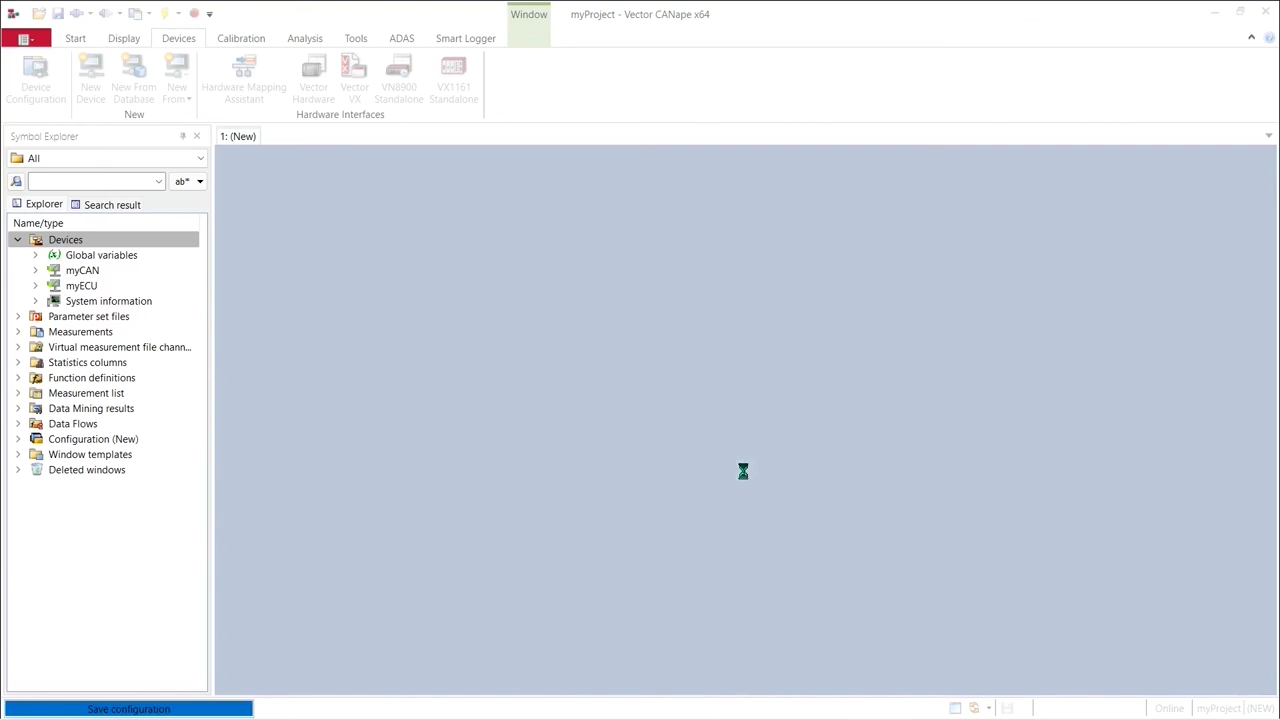 Window
myProject - Vector CANape x64
Start
Display
Devices
Calibration
Analysis
Tools
ADAS
Smart Logger
Device Configuration
New Device
New From Database
New From
Hardware Mapping Assistant
Vector Hardware
Vector VX
VN8900 Standalone
VX1161 Standalone
New
Hardware Interfaces
Symbol Explorer
1: (New)
All
ab*
Explorer
Search result
Name/type
Devices
Global variables
myCAN
myECU
System information
Parameter set files
Measurements
Virtual measurement file chann...
Statistics columns
Function definitions
Measurement list
Data Mining results
Data Flows
Configuration (New)
Window templates
Deleted windows
Save configuration
Online
myProject
(NEW)